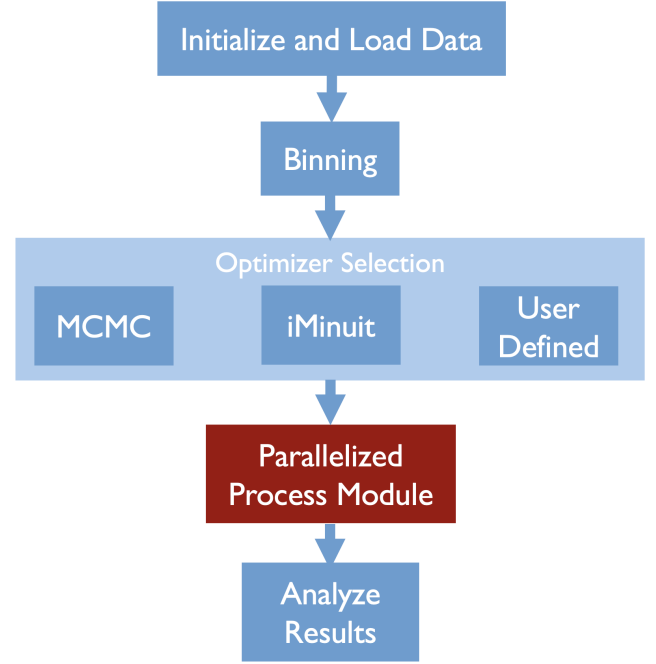 Initialize and Load Data
Binning
Optimizer Selection
MCMC
iMinuit
User
Defined
Parallelized
Process Module
Analyze
Results